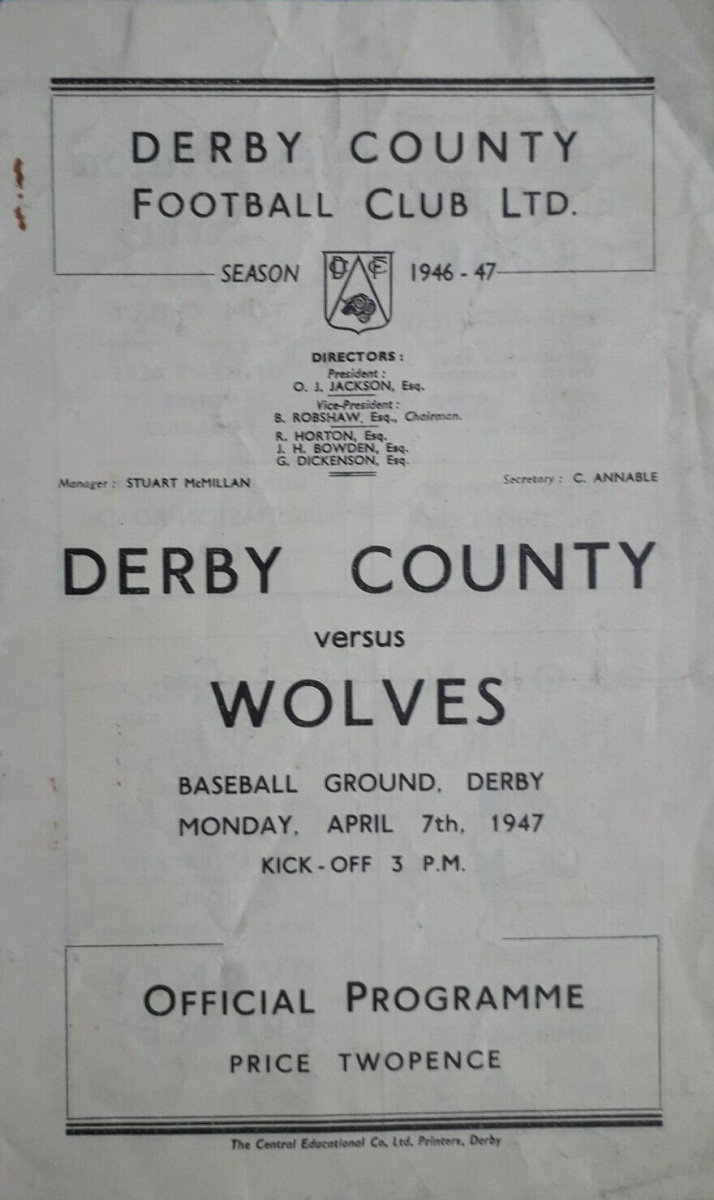 DERBY COUNTY
FOOTBALL CLUB LTD.
SEASON DCFC 1946 - 47
DIRECTORS:
President:
O. J. JACKSON, Esq.
Vice-President:
B. ROBSHAW, Esq., Chairman.
R. HORTON, Esq.
J. H. BOWDEN, Esq.
G. DICKENSON, Esq.
Manager: STUART McMILLAN Secretary: C. ANNABLE
DERBY COUNTY
versus
WOLVES
BASEBALL GROUND, DERBY
MONDAY, APRIL 7th, 1947
KICK-OFF 3 P.M.
OFFICIAL PROGRAMME
PRICE TWOPENCE
The Central Educational Co. Ltd. Printers, Derby